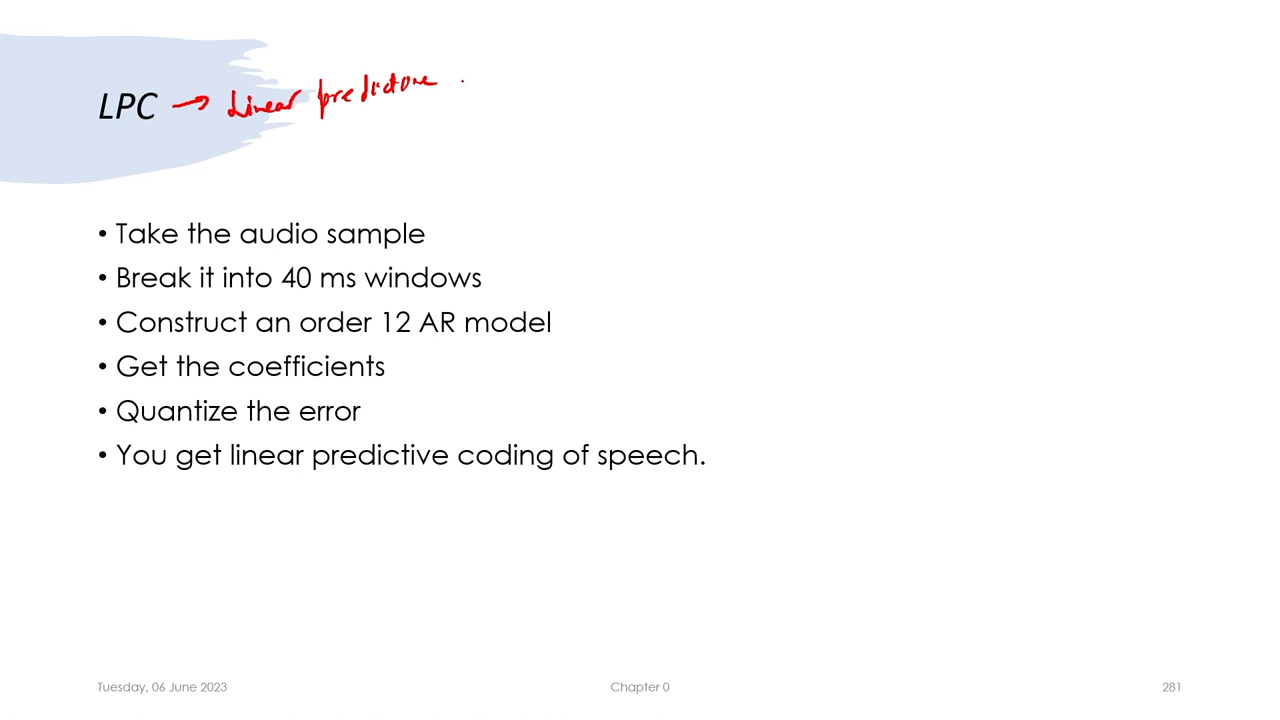 LPC → Linear predictive
• Take the audio sample
• Break it into 40 ms windows
• Construct an order 12 AR model
• Get the coefficients
• Quantize the error
• You get linear predictive coding of speech.
Tuesday, 06 June 2023 Chapter 0 281